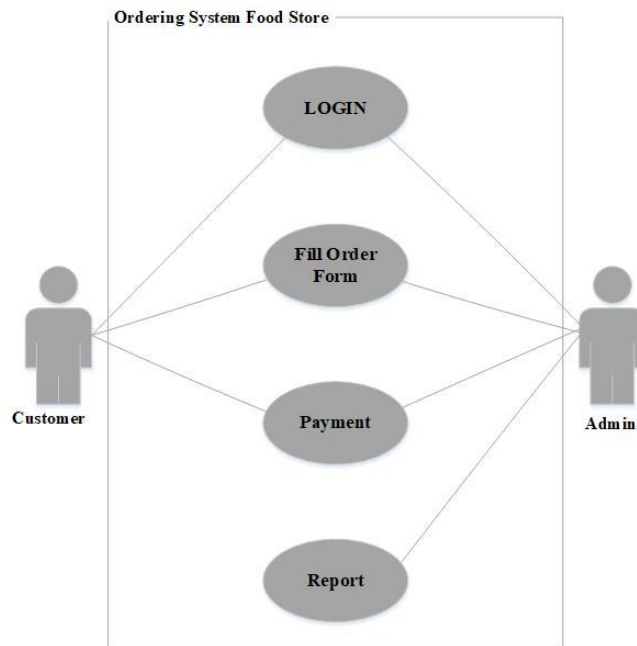 Ordering System Food Store
LOGIN
Fill Order
Form
Payment
Report
Customer
Admin